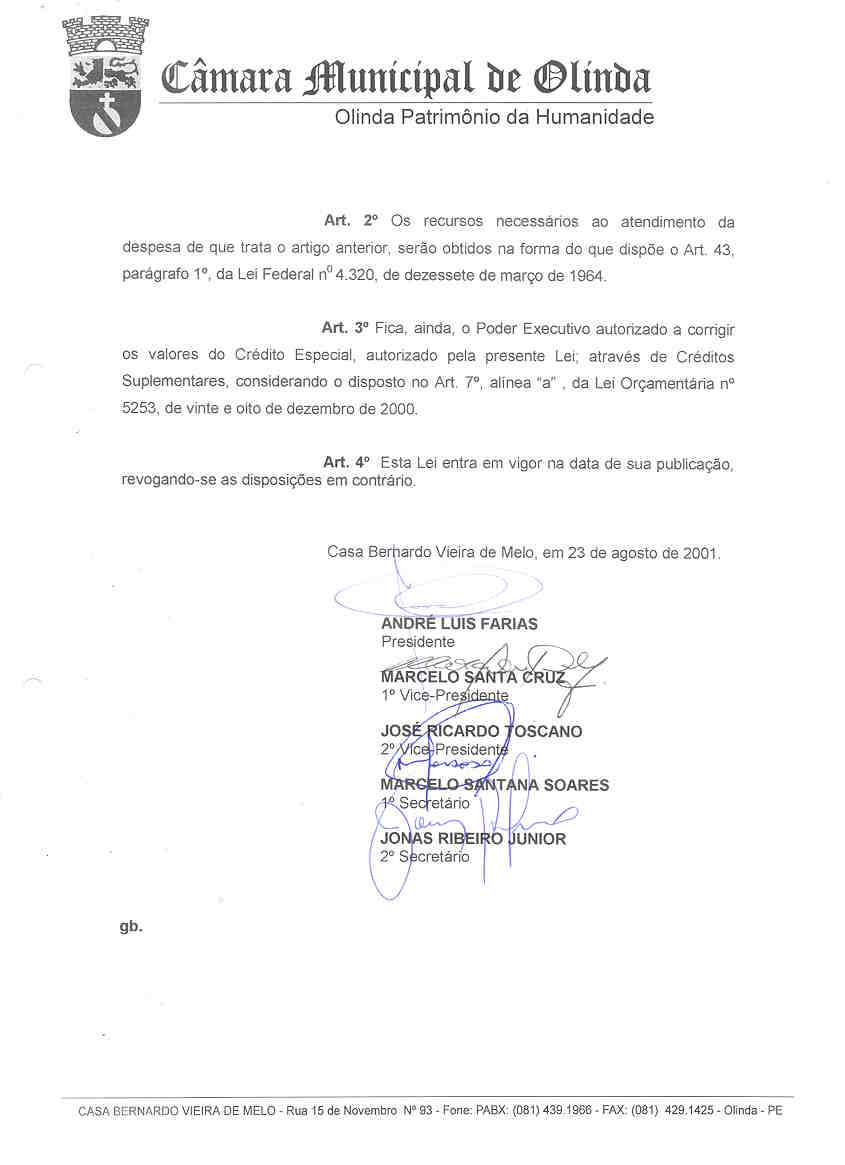 Câmara Municipal de Olinda
Olinda Patrimônio da Humanidade
Art. 2º Os recursos necessários ao atendimento da
despesa de que trata o artigo anterior, serão obtidos na forma do que dispõe o Art. 43,
parágrafo 1º, da Lei Federal nº 4.320, de dezessete de março de 1964.
Art. 3º Fica, ainda, o Poder Executivo autorizado a corrigir
os valores do Crédito Especial, autorizado pela presente Lei; através de Créditos
Suplementares, considerando o disposto no Art. 7º, alínea “a” , da Lei Orçamentária nº
5253, de vinte e oito de dezembro de 2000.
Art. 4º Esta Lei entra em vigor na data de sua publicação,
revogando-se as disposições em contrário.
Casa Bernardo Vieira de Melo, em 23 de agosto de 2001.
ANDRÉ LUIS FARIAS
Presidente
MARCELO SANTA CRUZ
1º Vice-Presidente
JOSÉ RICARDO TOSCANO
2º Vice-Presidente
MARCELO SANTANA SOARES
1º Secretário
JONAS RIBEIRO JUNIOR
2º Secretário
gb.
CASA BERNARDO VIEIRA DE MELO - Rua 15 de Novembro Nº 93 - Fone: PABX: (081) 439.1966 - FAX: (081) 429.1425 - Olinda - PE